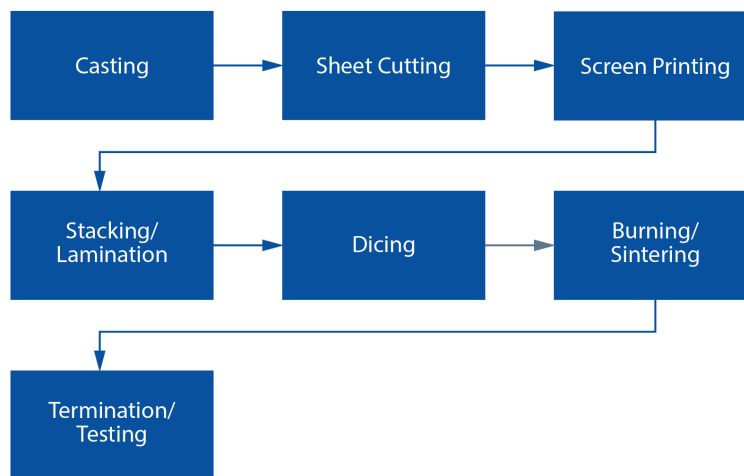 Casting
Sheet Cutting
Screen Printing
Stacking/
Lamination
Dicing
Burning/
Sintering
Termination/
Testing